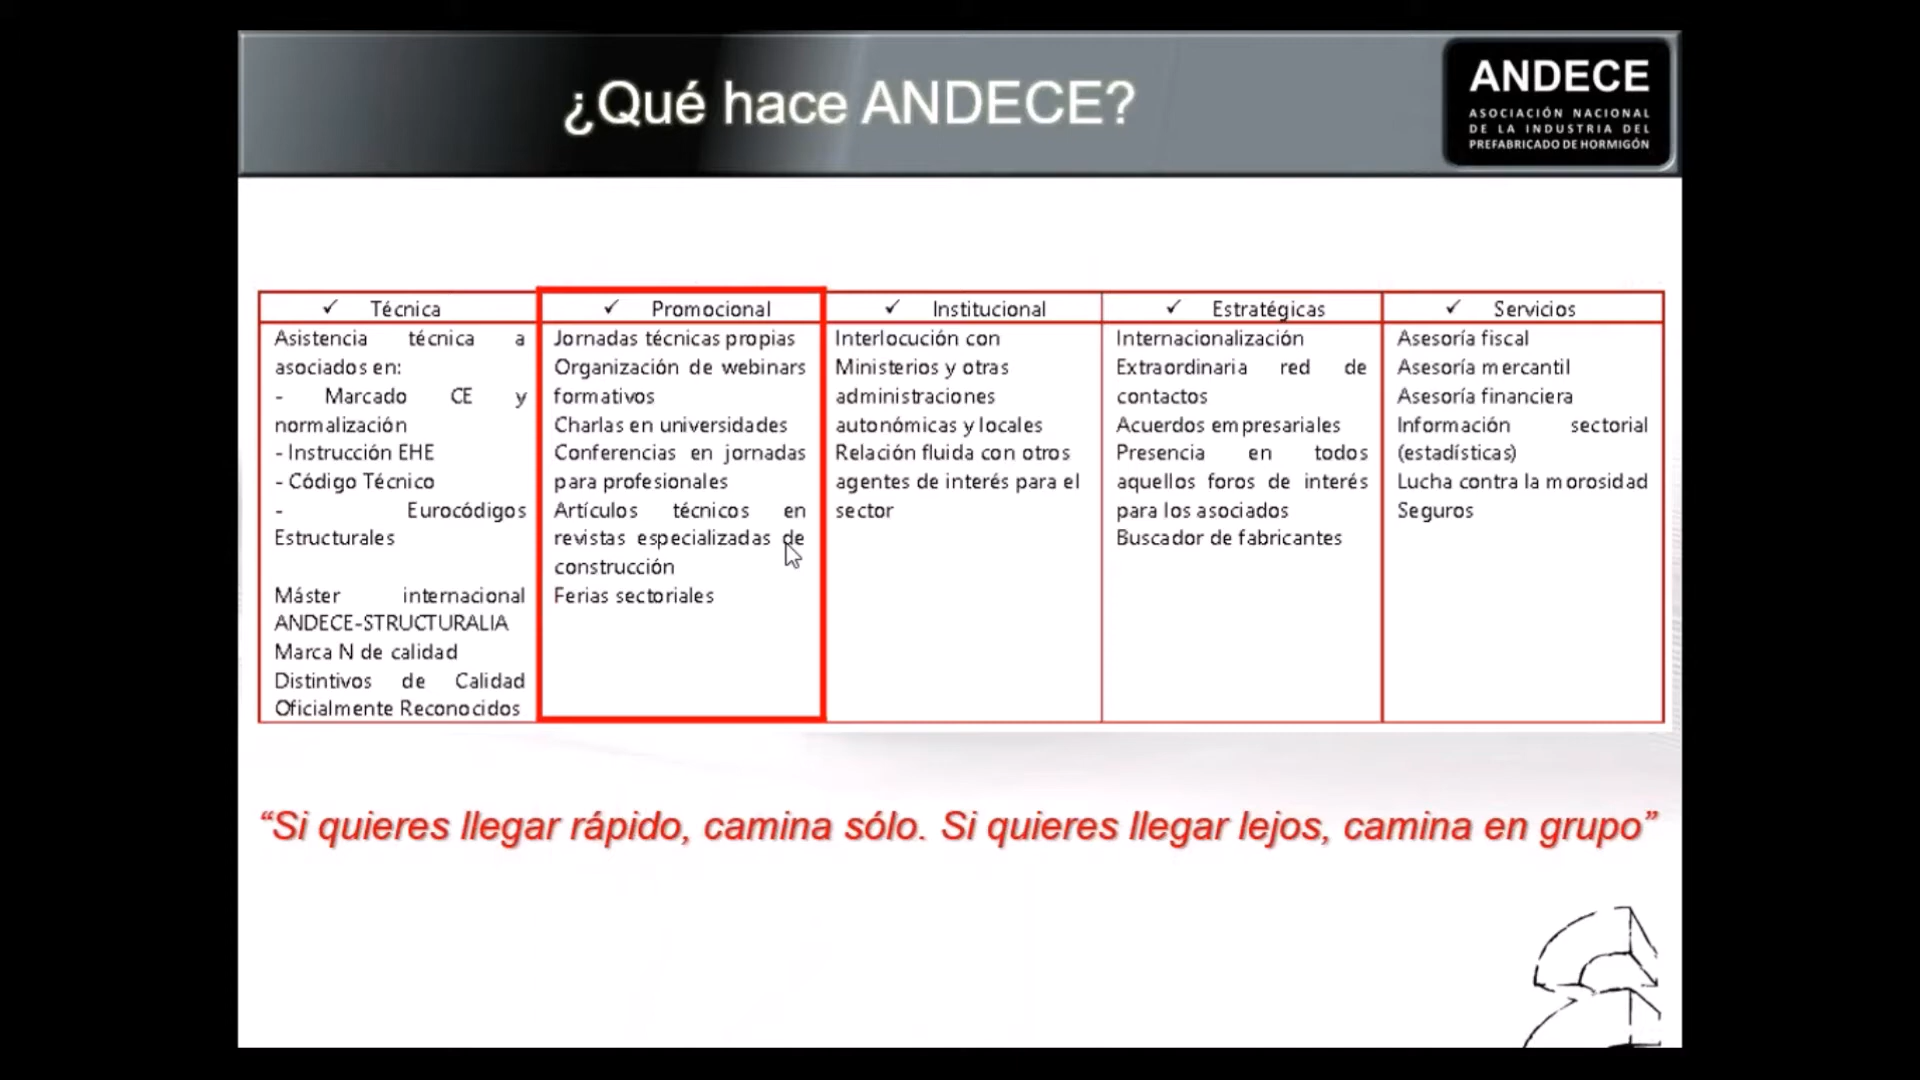 ¿Qué hace ANDECE?
ANDECE
ASOCIACIÓN NACIONAL
DE LA INDUSTRIA DEL
PREFABRICADO DE HORMIGÓN
✓ Técnica
Asistencia técnica a
asociados en:
- Marcado CE y
normalización
- Instrucción EHE
- Código Técnico
- Eurocódigos
Estructurales
Máster internacional
ANDECE-STRUCTURALIA
Marca N de calidad
Distintivos de Calidad
Oficialmente Reconocidos
✓ Promocional
Jornadas técnicas propias
Organización de webinars
formativos
Charlas en universidades
Conferencias en jornadas
para profesionales
Artículos técnicos en
revistas especializadas de
construcción
Ferias sectoriales
✓ Institucional
Interlocución con
Ministerios y otras
administraciones
autonómicas y locales
Relación fluida con otros
agentes de interés para el
sector
✓ Estratégicas
Internacionalización
Extraordinaria red de
contactos
Acuerdos empresariales
Presencia en todos
aquellos foros de interés
para los asociados
Buscador de fabricantes
✓ Servicios
Asesoría fiscal
Asesoría mercantil
Asesoría financiera
Información sectorial
(estadísticas)
Lucha contra la morosidad
Seguros
“Si quieres llegar rápido, camina sólo. Si quieres llegar lejos, camina en grupo”